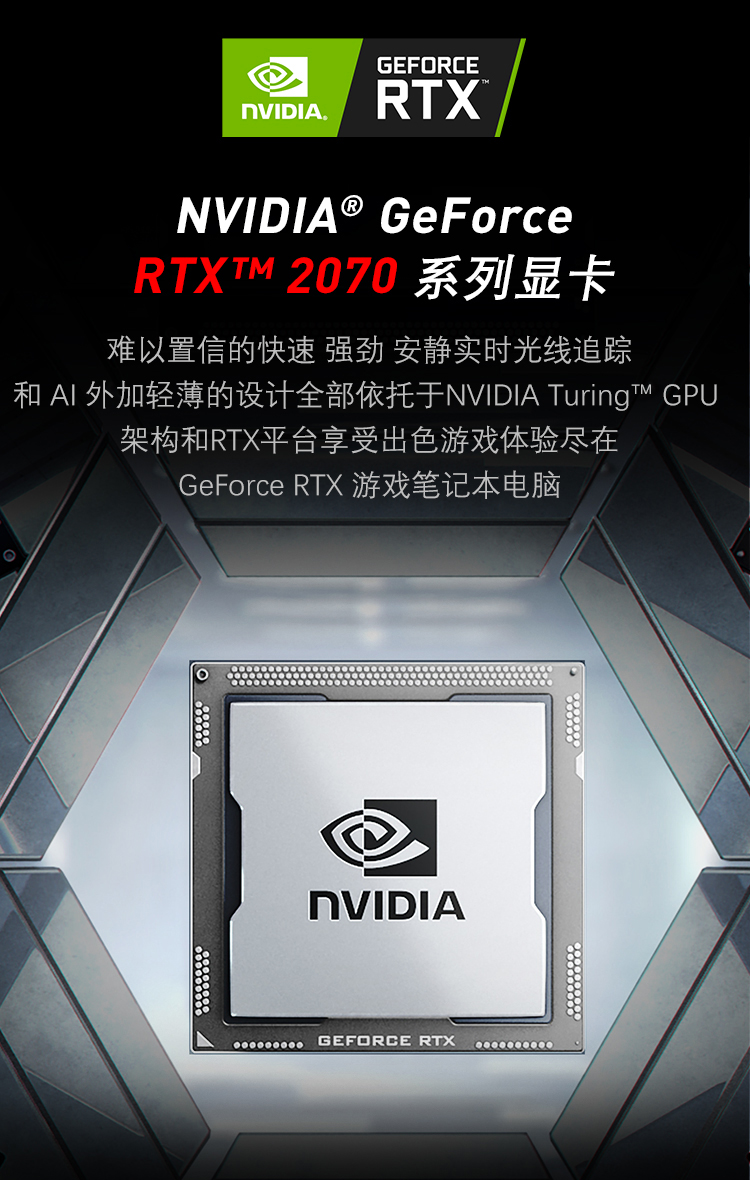 NVIDIA®
GEFORCE
RTX™
NVIDIA® GeForce
RTX™ 2070 系列显卡
难以置信的快速 强劲 安静实时光线追踪
和 AI 外加轻薄的设计全部依托于NVIDIA Turing™ GPU
架构和RTX平台享受出色游戏体验尽在
GeForce RTX 游戏笔记本电脑
NVIDIA
GEFORCE RTX